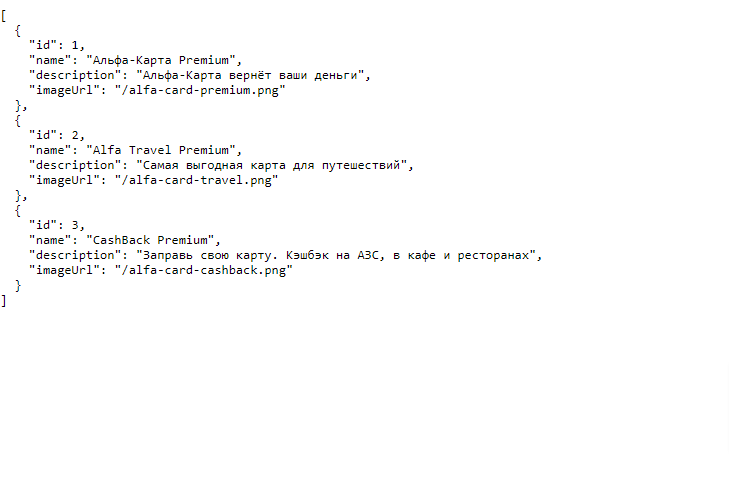 [
  {
    "id": 1,
    "name": "Альфа-Карта Premium",
    "description": "Альфа-Карта вернёт ваши деньги",
    "imageUrl": "/alfa-card-premium.png"
  },
  {
    "id": 2,
    "name": "Alfa Travel Premium",
    "description": "Самая выгодная карта для путешествий",
    "imageUrl": "/alfa-card-travel.png"
  },
  {
    "id": 3,
    "name": "CashBack Premium",
    "description": "Заправь свою карту. Кэшбэк на АЗС, в кафе и ресторанах",
    "imageUrl": "/alfa-card-cashback.png"
  }
]